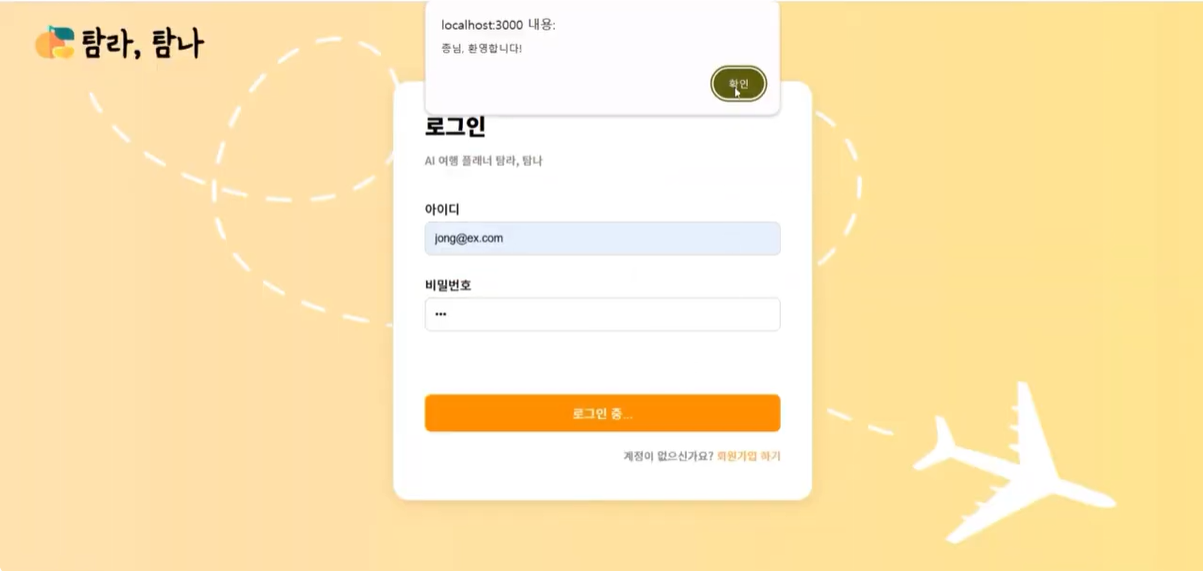 탐라, 탐나
localhost:3000 내용:
종님, 환영합니다!
확인
로그인
AI 여행 플래너 탐라, 탐나
아이디
jong@ex.com
비밀번호
•••
로그인 중...
계정이 없으신가요? 회원가입 하기